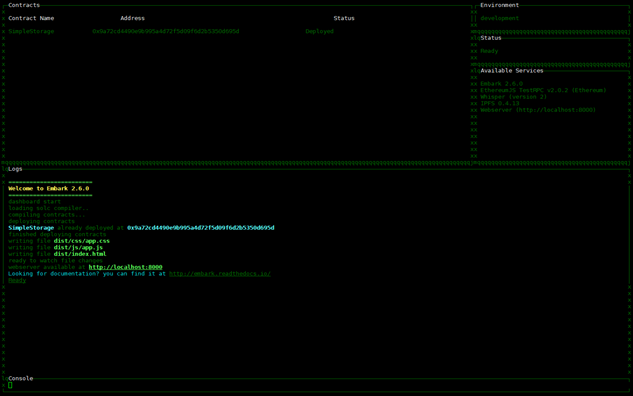 Contracts
Contract Name Address Status
SimpleStorage 0x9a72cd4490e9b995a4d72f5d09f6d2b5350d695d Deployed
Environment
development
Status
Ready
Available Services
Embark 2.6.0
EthereumJS TestRPC v2.0.2 (Ethereum)
Whisper (version 2)
IPFS 0.4.13
Webserver (http://localhost:8000)
Logs
========================
Welcome to Embark 2.6.0
========================
dashboard start
loading solc compiler..
compiling contracts...
deploying contracts
SimpleStorage already deployed at 0x9a72cd4490e9b995a4d72f5d09f6d2b5350d695d
finished deploying contracts
writing file dist/css/app.css
writing file dist/js/app.js
writing file dist/index.html
ready to watch file changes
webserver available at http://localhost:8000
Looking for documentation? you can find it at http://embark.readthedocs.io/
Ready
Console